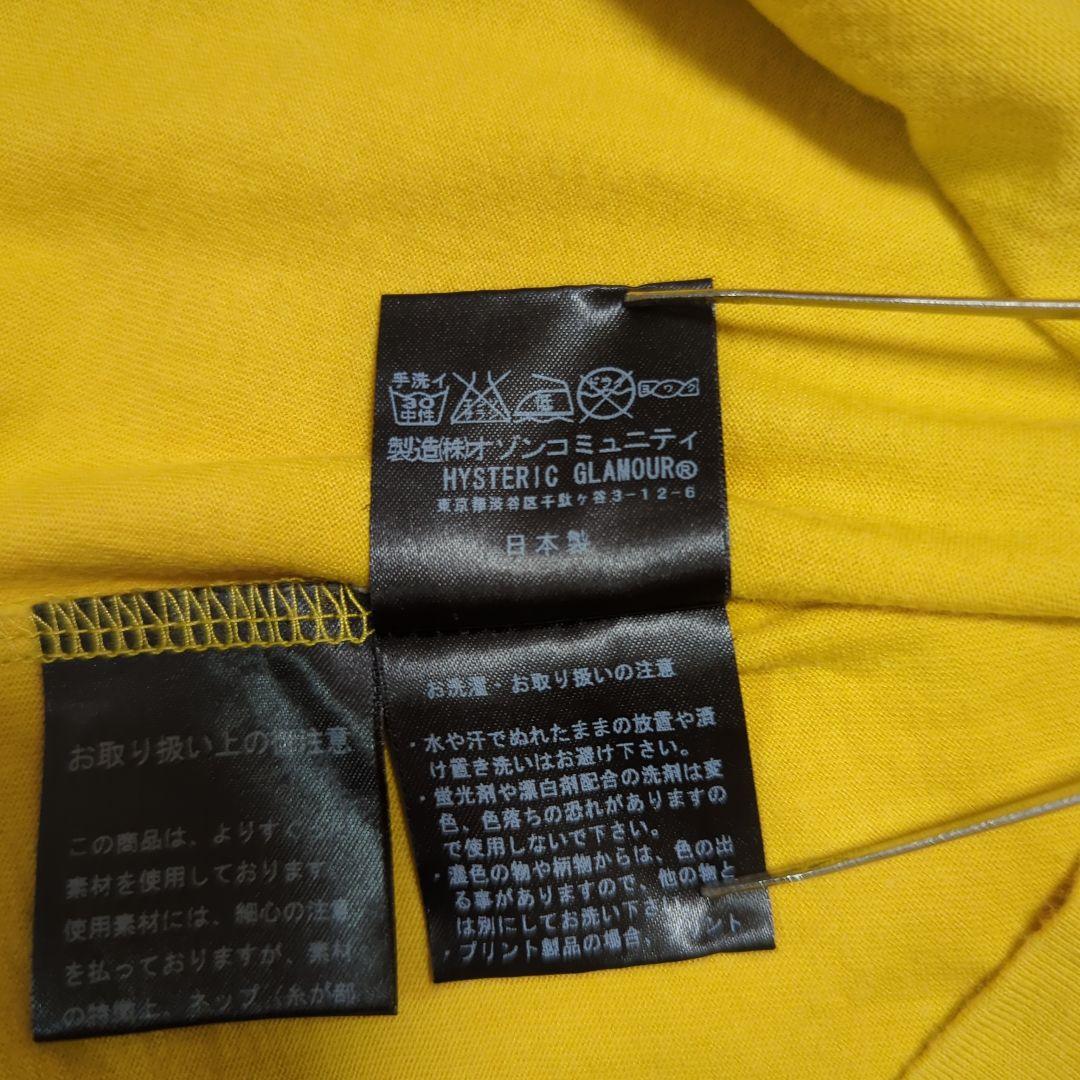 手洗イ
30
中性
ドライ
ヨワク
製造(株)オゾンコミュニティ
HYSTERIC GLAMOUR®
東京都渋谷区千駄ヶ谷3-12-6
日本製
お洗濯・お取り扱いの注意
・水や汗でぬれたままの放置や漬
け置き洗いはお避け下さい。
・蛍光剤や漂白剤配合の洗剤は変
色、色落ちの恐れがありますの
で使用しないで下さい。
・濃色の物や柄物からは、色の出
る事がありますので、他の物と
は別にしてお洗い下さ
・プリント製品の場合、プリント
お取り扱い上の御注意
この商品は、よりすぐ
素材を使用しております。
使用素材には、細心の注意
を払っておりますが、素材
の特徴上、ネップ(糸が部